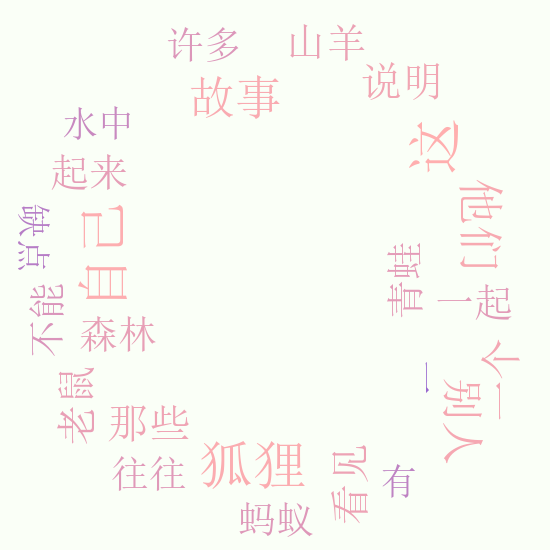 许多
山羊
说明
故事
水中
这
起来
他们
自己
缺点
青蛙
一起
不能
森林
一个
一
别人
老鼠
那些
狐狸
看见
往往
有
蚂蚁